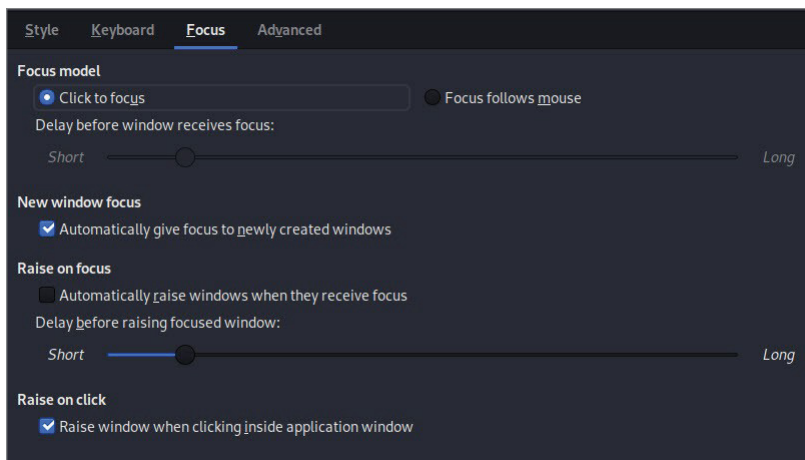 Style Keyboard Focus Advanced
Focus model
Click to focus Focus follows mouse
Delay before window receives focus:
Short Long
New window focus
Automatically give focus to newly created windows
Raise on focus
Automatically raise windows when they receive focus
Delay before raising focused window:
Short Long
Raise on click
Raise window when clicking inside application window